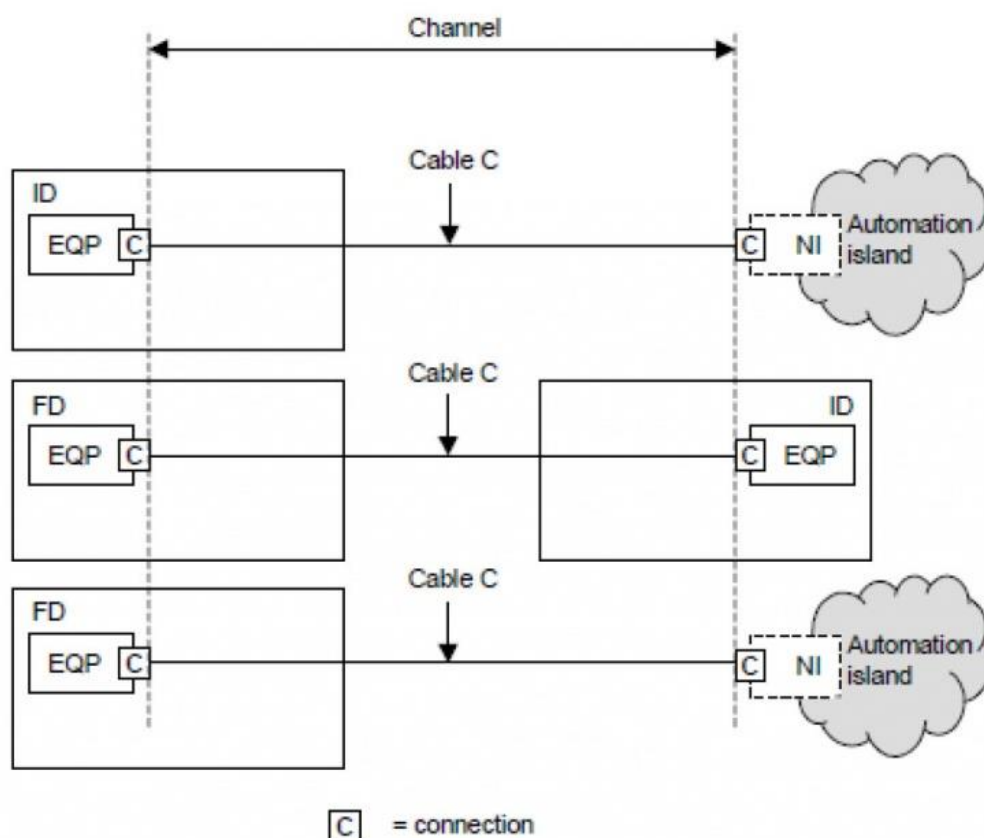 Channel
Cable C
ID
EQP C
C NI
Automation
island
Cable C
FD
EQP C
ID
C EQP
Cable C
FD
EQP C
C NI
Automation
island
C = connection